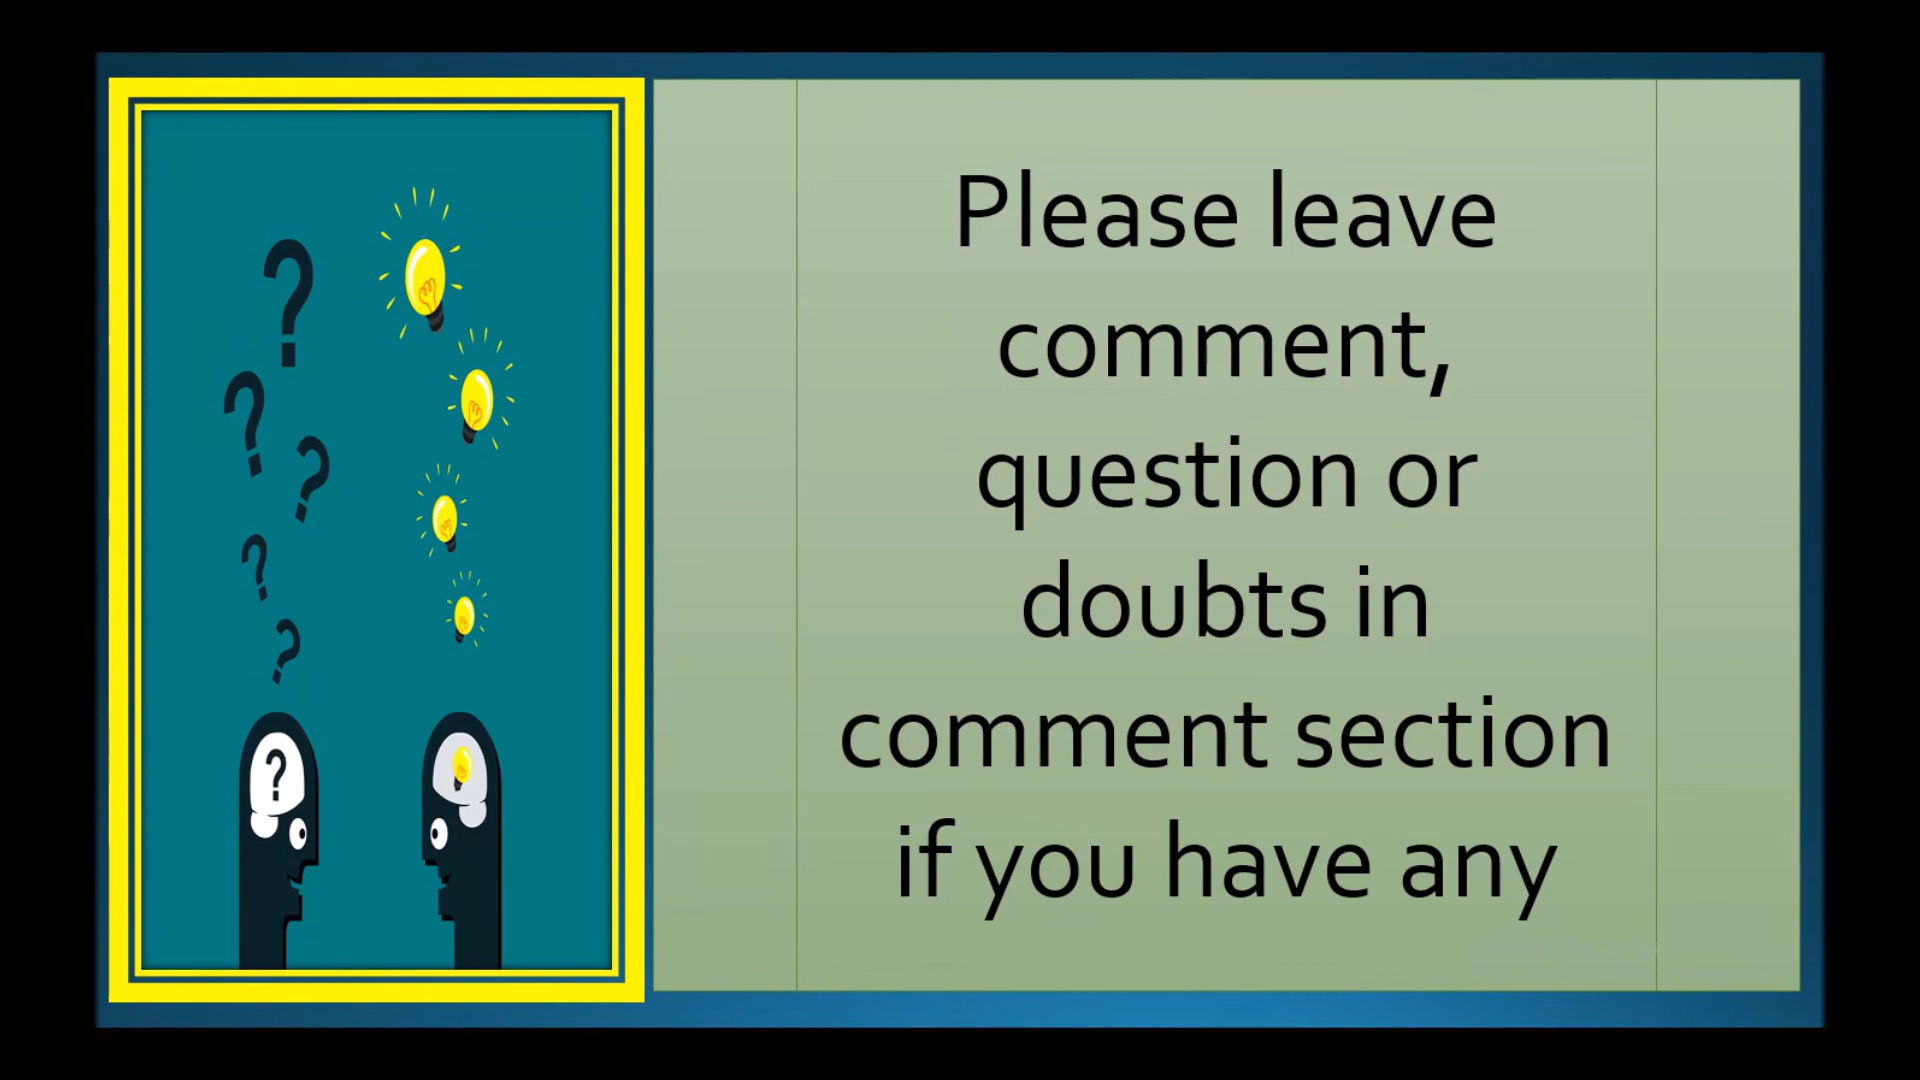 Please leave
comment,
question or
doubts in
comment section
if you have any